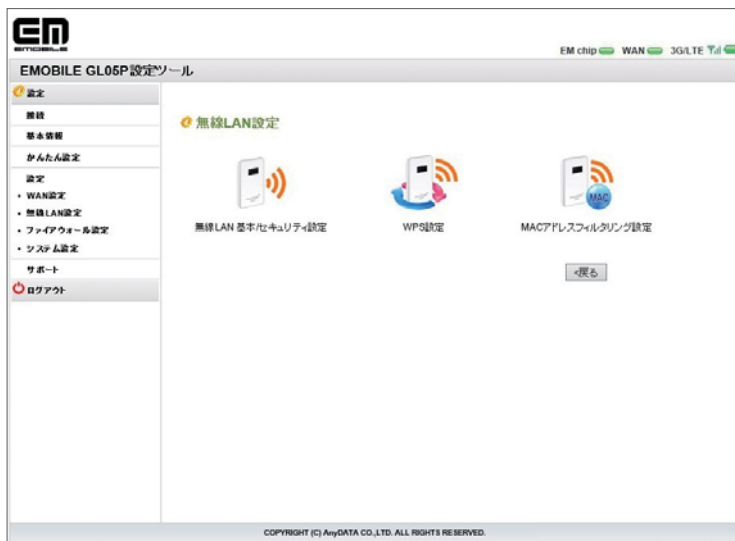 EM
EMOBILE
EM chip WAN 3G/LTE
EMOBILE GL05P設定ツール
設定
接続
基本情報
かんたん設定
設定
・ WAN設定
・ 無線LAN設定
・ ファイアウォール設定
・ システム設定
サポート
ログアウト
無線LAN設定
無線LAN 基本/セキュリティ設定
WPS設定
MAC
MACアドレスフィルタリング設定
<戻る
COPYRIGHT (C) AnyDATA CO.,LTD. ALL RIGHTS RESERVED.